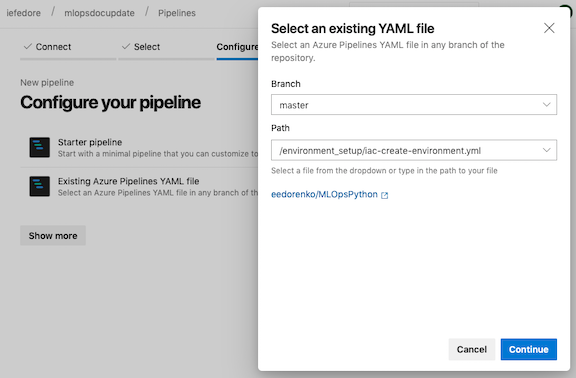 iefedore / mlopsdocupdate / Pipelines
✓ Connect ✓ Select Configure
New pipeline
Configure your pipeline
Starter pipeline
Start with a minimal pipeline that you can customize to
Existing Azure Pipelines YAML file
Select an Azure Pipelines YAML file in any branch of the
Show more
Select an existing YAML file
Select an Azure Pipelines YAML file in any branch of the
repository.
Branch
master
Path
/environment_setup/iac-create-environment.yml
Select a file from the dropdown or type in the path to your file
eedorenko/MLOpsPython
Cancel Continue